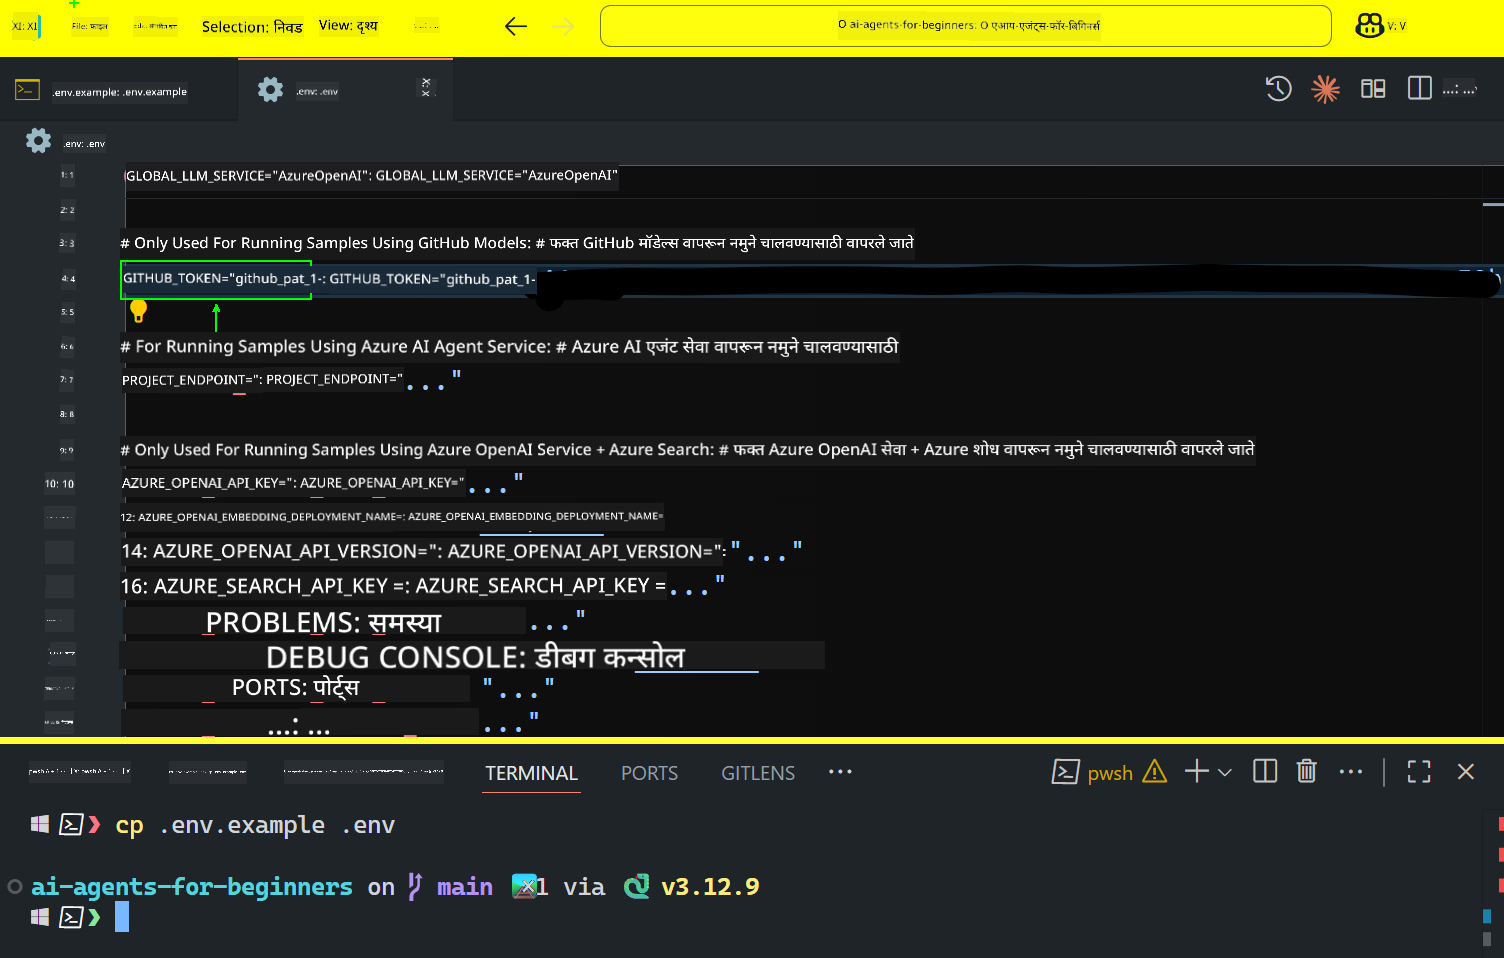 XI: XI File: फाइल Selection: निवड View: दृश्य O ai-agents-for-beginners: O एआय-एजंट्स-फॉर-बिगिनर्स V: V
.env.example: .env.example .env: .env X: X ...: ...
.env: .env
1: 1 GLOBAL_LLM_SERVICE="AzureOpenAI": GLOBAL_LLM_SERVICE="AzureOpenAI"
2: 2
3: 3 # Only Used For Running Samples Using GitHub Models: # फक्त GitHub मॉडेल्स वापरून नमुने चालवण्यासाठी वापरले जाते
4: 4 GITHUB_TOKEN="github_pat_1-: GITHUB_TOKEN="github_pat_1-
5: 5
6: 6 # For Running Samples Using Azure AI Agent Service: # Azure AI एजंट सेवा वापरून नमुने चालवण्यासाठी
7: 7 PROJECT_ENDPOINT=": PROJECT_ENDPOINT="..."
8: 8
9: 9 # Only Used For Running Samples Using Azure OpenAI Service + Azure Search: # फक्त Azure OpenAI सेवा + Azure शोध वापरून नमुने चालवण्यासाठी वापरले जाते
10: 10 AZURE_OPENAI_API_KEY=": AZURE_OPENAI_API_KEY="..."
12: AZURE_OPENAI_EMBEDDING_DEPLOYMENT_NAME=: AZURE_OPENAI_EMBEDDING_DEPLOYMENT_NAME=
14: AZURE_OPENAI_API_VERSION=": AZURE_OPENAI_API_VERSION=": "..."
16: AZURE_SEARCH_API_KEY =: AZURE_SEARCH_API_KEY =..."
PROBLEMS: समस्या ..."
DEBUG CONSOLE: डीबग कन्सोल
PORTS: पोर्ट्स "..."
...: ... ..."
TERMINAL PORTS GITLENS ... pwsh ...
cp .env.example .env
ai-agents-for-beginners on main 1 via v3.12.9